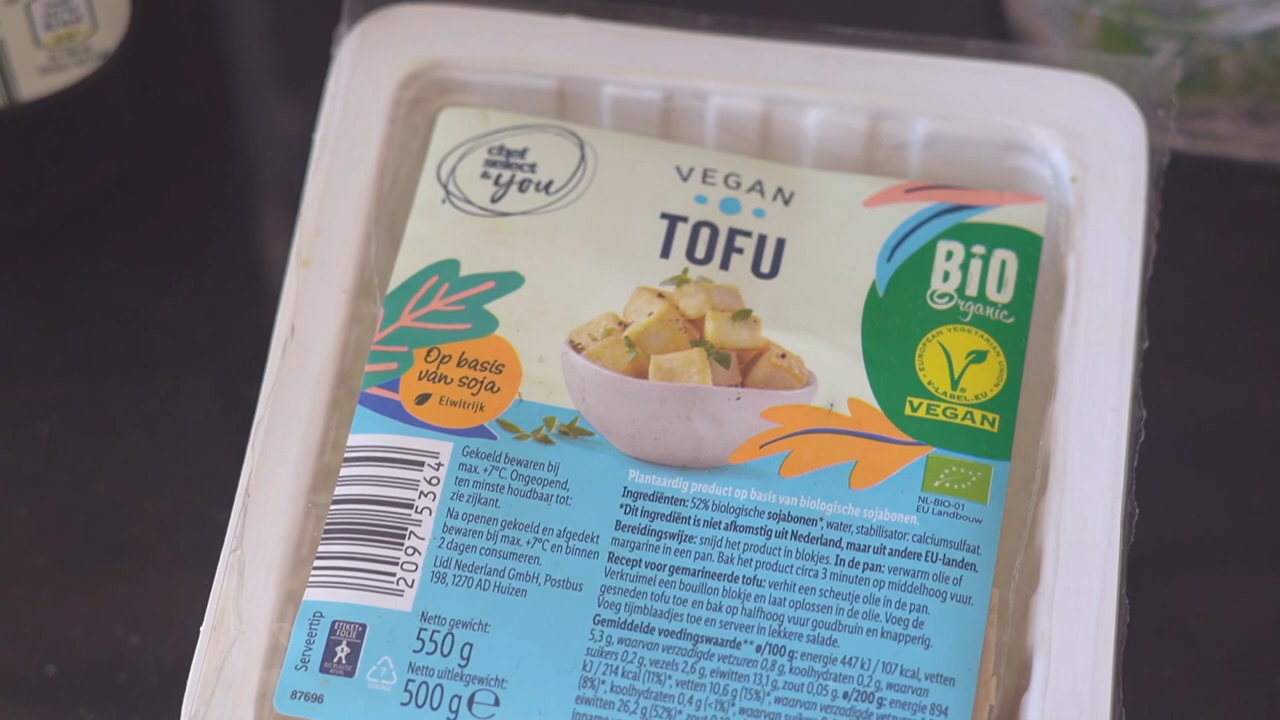 chef
select
& you
VEGAN
TOFU
BiO
Organic
EUROPEAN VEGETARIAN UNION
V-LABEL.EU
VEGAN
Op basis
van soja
Eiwitrijk
NL-BIO-01
EU Landbouw
20971536
Gekoeld bewaren bij
max. +7°C. Ongeopend,
ten minste houdbaar tot:
zie zijkant.
Na openen gekoeld en afgedekt
bewaren bij max. +7°C en binnen
2 dagen consumeren.
Lidl Nederland GmbH, Postbus
198, 1270 AD Huizen
Netto gewicht:
550 g
Netto uitlekgewicht:
500 g e
Serveertip
ETIKET+
FOLIE
87696
Plantaardig product op basis van biologische sojabonen.
Ingrediënten: 52% biologische sojabonen*, water, stabilisator: calciumsulfaat.
*Dit ingrediënt is niet afkomstig uit Nederland, maar uit andere EU-landen.
Bereidingswijze: snijd het product in blokjes. In de pan: verwarm olie of
margarine in een pan. Bak het product circa 3 minuten op middelhoog vuur.
Recept voor gemarineerde tofu: verhit een scheutje olie in de pan.
Verkruimel een bouillon blokje en laat oplossen in de olie. Voeg de
gesneden tofu toe en bak op halfhoog vuur goudbruin en knapperig.
Voeg tijmblaadjes toe en serveer in lekkere salade.
Gemiddelde voedingswaarde** ø/100 g: energie 447 kJ / 107 kcal, vetten
5,3 g, waarvan verzadigde vetzuren 0,8 g, koolhydraten 0,2 g, waarvan
suikers 0,2 g, vezels 2,6 g, eiwitten 13,1 g, zout 0,05 g. ø/200 g: energie 894
kJ / 214 kcal (11%)*, vetten 10,6 g (15%)*, waarvan verzadigde vetzuren
(8%)*, koolhydraten 0,4 g (<1%)* waarvan
eiwitten 26,2 g (52%)* zout